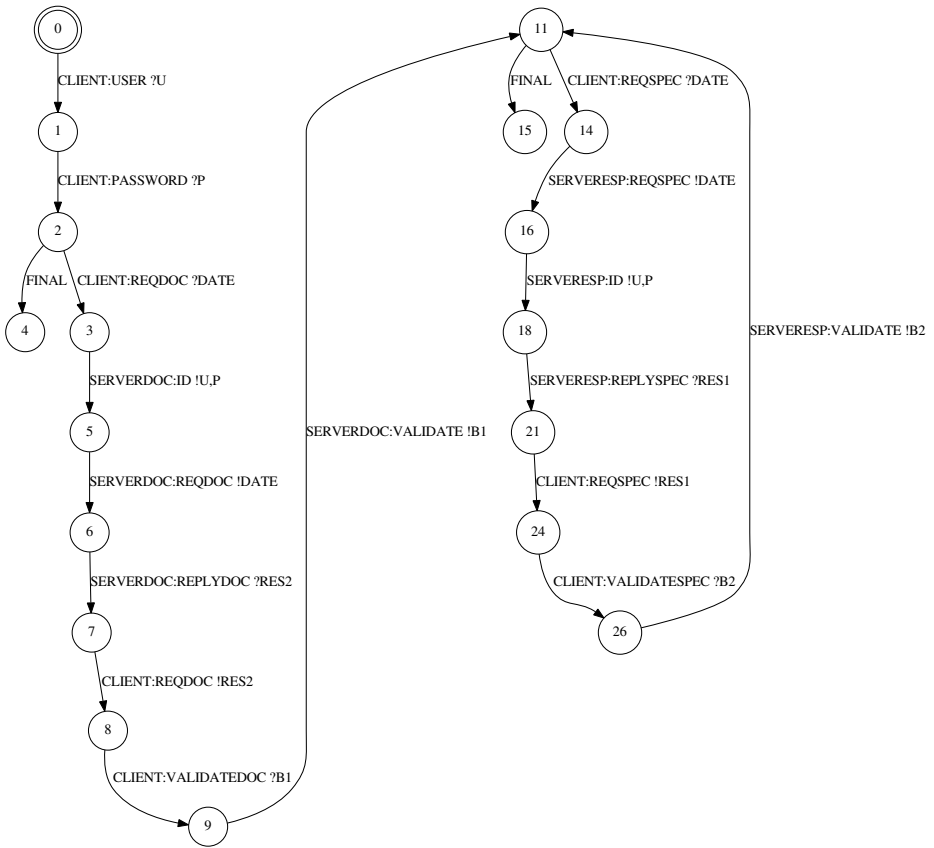 0
CLIENT:USER ?U
1
CLIENT:PASSWORD ?P
2
FINAL
CLIENT:REQDOC ?DATE
4
3
SERVERDOC:ID !U,P
5
SERVERDOC:REQDOC !DATE
6
SERVERDOC:REPLYDOC ?RES2
7
CLIENT:REQDOC !RES2
8
CLIENT:VALIDATEDOC ?B1
9
SERVERDOC:VALIDATE !B1
11
FINAL
CLIENT:REQSPEC ?DATE
15
14
SERVERESP:REQSPEC !DATE
16
SERVERESP:ID !U,P
18
SERVERESP:REPLYSPEC ?RES1
21
CLIENT:REQSPEC !RES1
24
CLIENT:VALIDATESPEC ?B2
26
SERVERESP:VALIDATE !B2